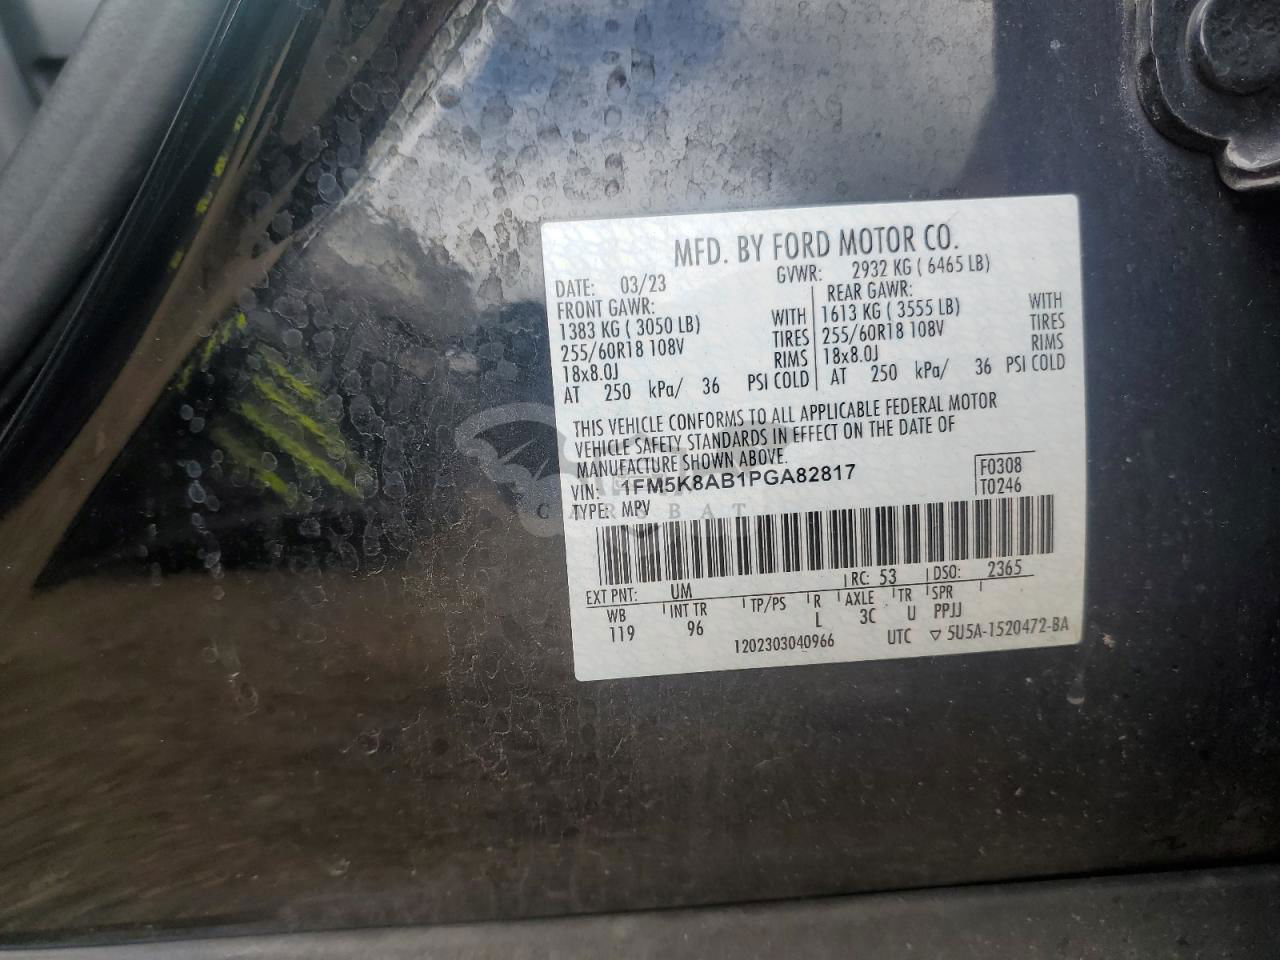 MFD. BY FORD MOTOR CO.
DATE: 03/23 GVWR: 2932 KG ( 6465 LB)
FRONT GAWR: REAR GAWR:
1383 KG ( 3050 LB) WITH 1613 KG ( 3555 LB) WITH
255/60R18 108V TIRES 255/60R18 108V TIRES
18x8.0J RIMS 18x8.0J RIMS
AT 250 kPa/ 36 PSI COLD AT 250 kPa/ 36 PSI COLD
THIS VEHICLE CONFORMS TO ALL APPLICABLE FEDERAL MOTOR
VEHICLE SAFETY STANDARDS IN EFFECT ON THE DATE OF
MANUFACTURE SHOWN ABOVE.
VIN: 1FM5K8AB1PGA82817 F0308
TYPE: MPV T0246
CAROBAT
EXT PNT: UM RC: 53 DSO: 2365
WB INT TR TP/PS R AXLE TR SPR
119 96 L 3C U PPJJ
1202303040966 UTC ▽ 5U5A-1520472-BA